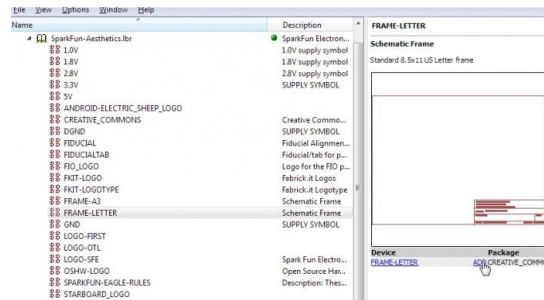 File View Options Window Help
Name Description
SparkFun-Aesthetics.lbr SparkFun Electron...
1.0V 1.0V supply symbol
1.8V 1.8V supply symbol
2.8V 2.8V supply symbol
3.3V SUPPLY SYMBOL
5V
ANDROID-ELECTRIC_SHEEP_LOGO
CREATIVE_COMMONS Creative Commo...
DGND SUPPLY SYMBOL
FIDUCIAL Fiducial Alignmen...
FIDUCIALTAB Fiducial/tab for p...
FIO_LOGO Logo for the FIO p...
FKIT-LOGO Fabrick.it Logos
FKIT-LOGOTYPE Fabrick.it Logotype
FRAME-A3 Schematic Frame
FRAME-LETTER Schematic Frame
GND SUPPLY SYMBOL
LOGO-FIRST
LOGO-OTL
LOGO-SFE Spark Fun Electro...
OSHW-LOGO Open Source Har...
SPARKFUN-EAGLE-RULES Description: Thes...
STARBOARD_LOGO
FRAME-LETTER
Schematic Frame
Standard 8.5x11 US Letter frame
Device Package
FRAME-LETTER CREATIVE_COMM